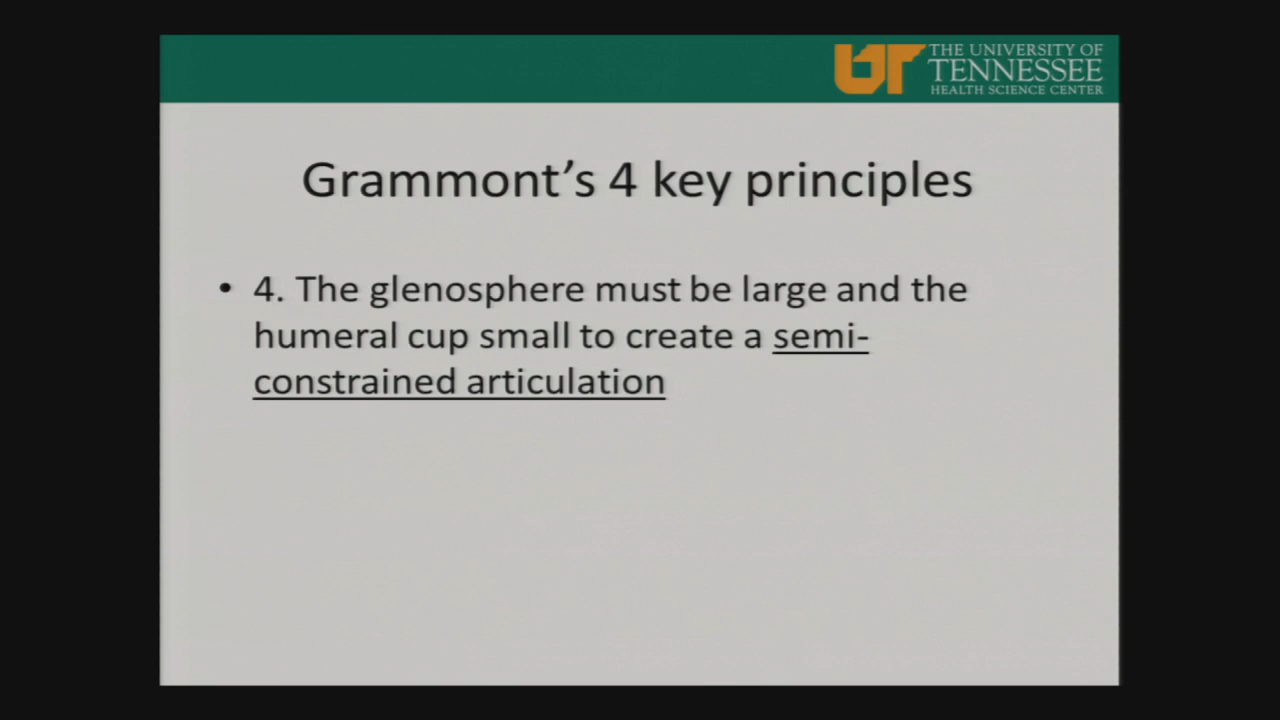 THE UNIVERSITY OF
TENNESSEE
HEALTH SCIENCE CENTER
UT
Grammont's 4 key principles
• 4. The glenosphere must be large and the
humeral cup small to create a semi-
constrained articulation